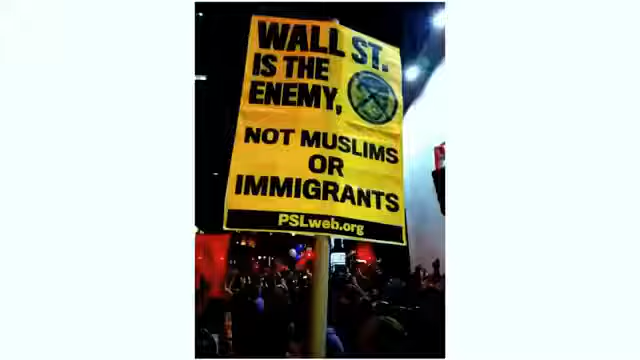 WALL ST.
IS THE
ENEMY,
NOT MUSLIMS
OR
IMMIGRANTS
PSLweb.org